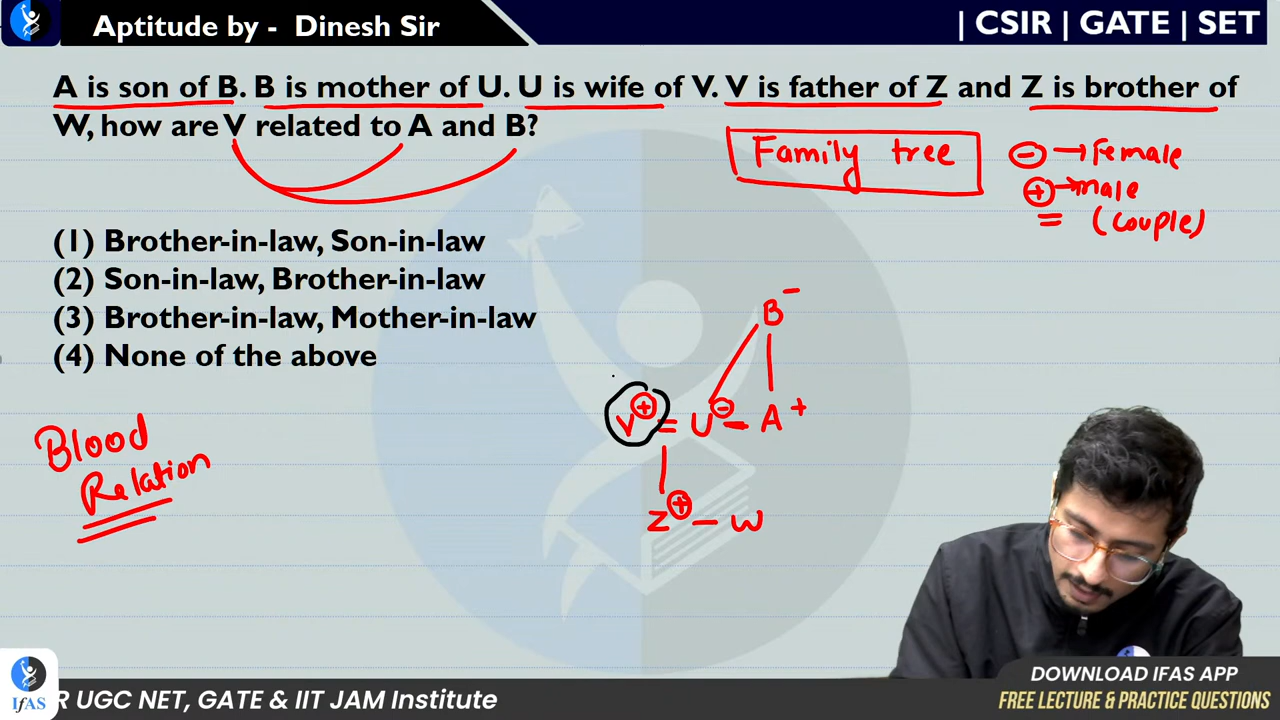 Aptitude by - Dinesh Sir
| CSIR | GATE | SET
A is son of B. B is mother of U. U is wife of V. V is father of Z and Z is brother of
W, how are V related to A and B?
Family tree
⊖ → Female
⊕ → male
= (couple)
(1) Brother-in-law, Son-in-law
(2) Son-in-law, Brother-in-law
(3) Brother-in-law, Mother-in-law
(4) None of the above
B -
V ⊕ = U ⊖ - A +
Z ⊕ - W
Blood
Relation
IfAS
R UGC NET, GATE & IIT JAM Institute
DOWNLOAD IFAS APP
FREE LECTURE & PRACTICE QUESTIONS